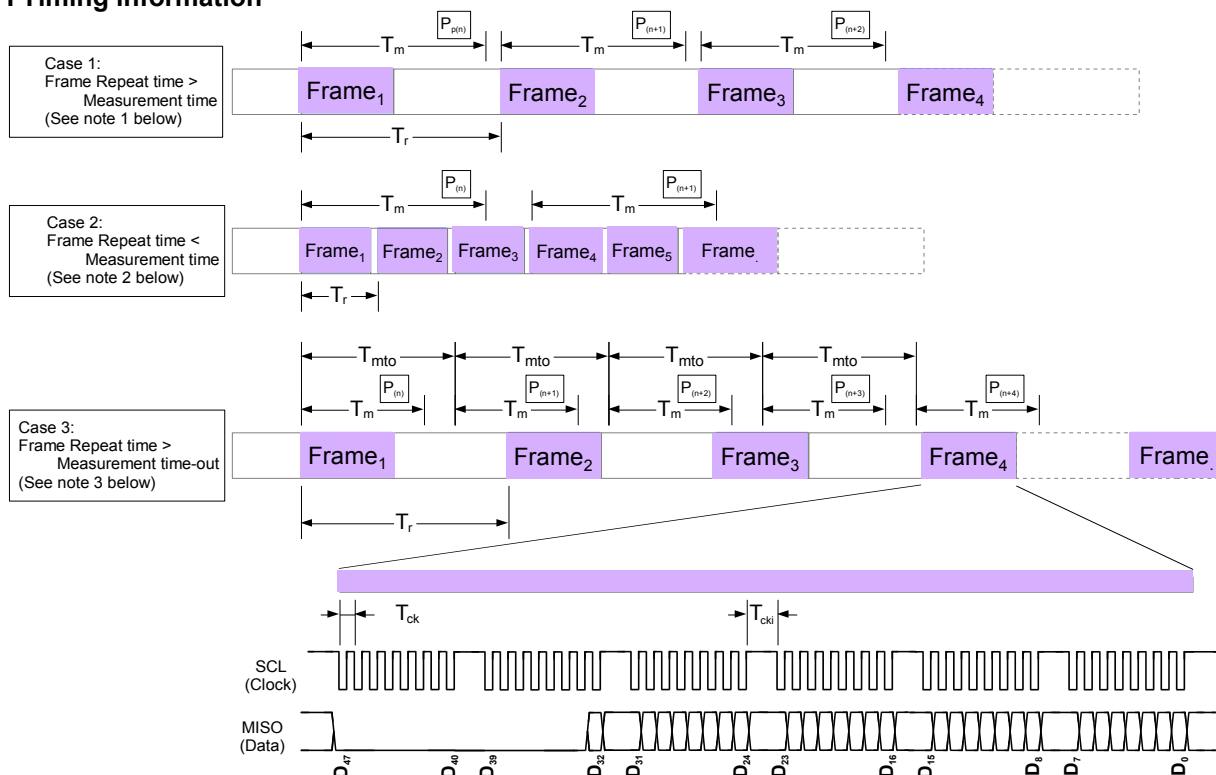 Timing information
Case 1:
Frame Repeat time >
Measurement time
(See note 1 below)
Tm
Pp(n)
Tm
P(n+1)
Tm
P(n+2)
Frame1
Frame2
Frame3
Frame4
Tr
Case 2:
Frame Repeat time <
Measurement time
(See note 2 below)
Tm
P(n)
Tm
P(n+1)
Frame1
Frame2
Frame3
Frame4
Frame5
Frame.
Tr
Case 3:
Frame Repeat time >
Measurement time-out
(See note 3 below)
Tmto
Tmto
Tmto
Tmto
Tm
P(n)
Tm
P(n+1)
Tm
P(n+2)
Tm
P(n+3)
Tm
P(n+4)
Frame1
Frame2
Frame3
Frame4
Frame.
Tr
Tck
Tcki
SCL
(Clock)
MISO
(Data)
D47
D40
D39
D32
D31
D24
D23
D16
D15
D8
D7
D0